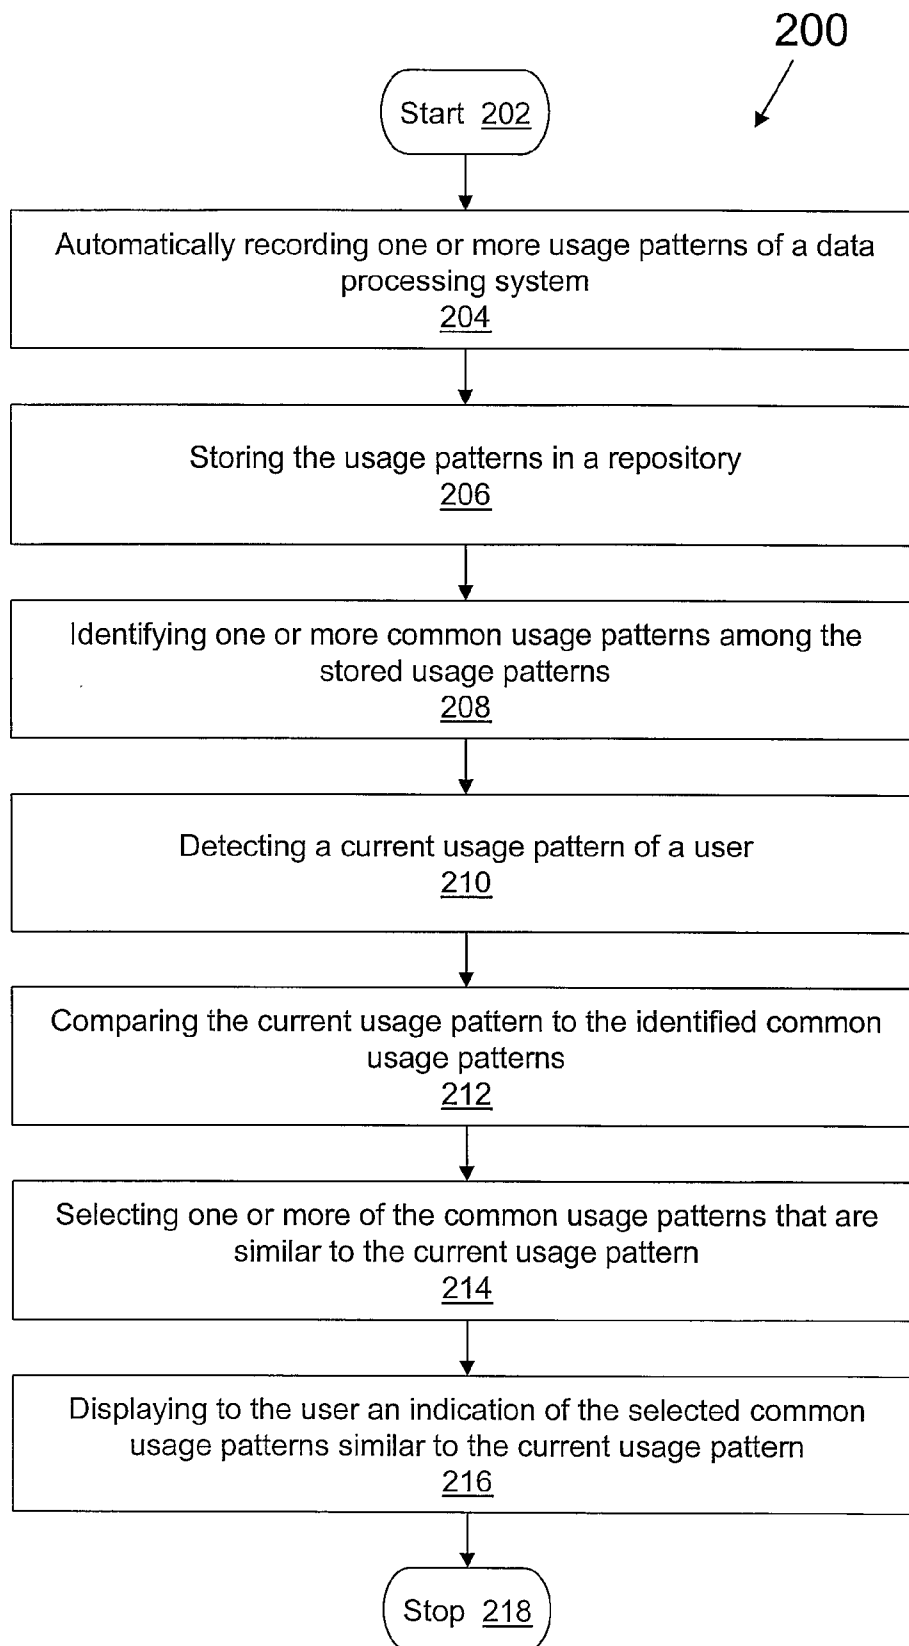 200
Start 202
Automatically recording one or more usage patterns of a data
processing system
204
Storing the usage patterns in a repository
206
Identifying one or more common usage patterns among the
stored usage patterns
208
Detecting a current usage pattern of a user
210
Comparing the current usage pattern to the identified common
usage patterns
212
Selecting one or more of the common usage patterns that are
similar to the current usage pattern
214
Displaying to the user an indication of the selected common
usage patterns similar to the current usage pattern
216
Stop 218